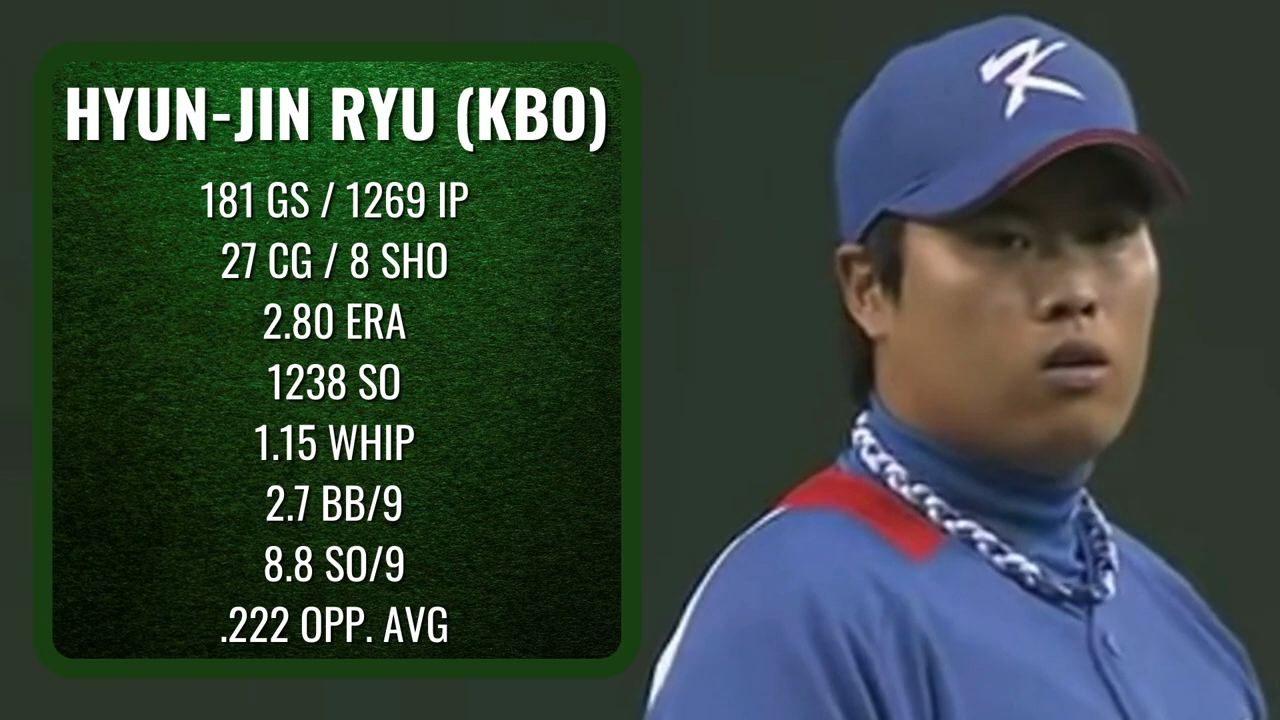 HYUN-JIN RYU (KBO)
181 GS / 1269 IP
27 CG / 8 SHO
2.80 ERA
1238 SO
1.15 WHIP
2.7 BB/9
8.8 SO/9
.222 OPP. AVG
K